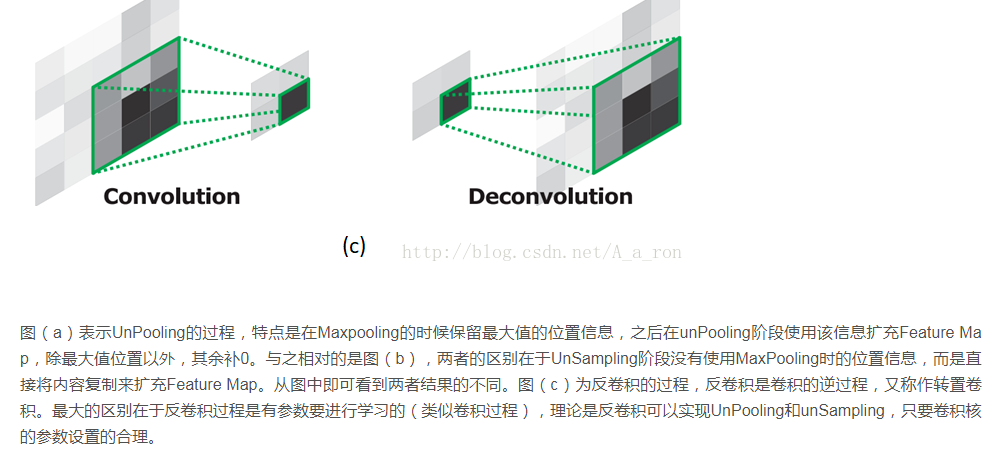 Convolution
Deconvolution
(c)
http://blog.csdn.net/A_a_ron
图（a）表示UnPooling的过程，特点是在Maxpooling的时候保留最大值的位置信息，之后在unPooling阶段使用该信息扩充Feature Ma
p，除最大值位置以外，其余补0。与之相对的是图（b），两者的区别在于UnSampling阶段没有使用MaxPooling时的位置信息，而是直
接将内容复制来扩充Feature Map。从图中即可看到两者结果的不同。图（c）为反卷积的过程，反卷积是卷积的逆过程，又称作转置卷
积。最大的区别在于反卷积过程是有参数要进行学习的（类似卷积过程），理论是反卷积可以实现UnPooling和unSampling，只要卷积核
的参数设置的合理。